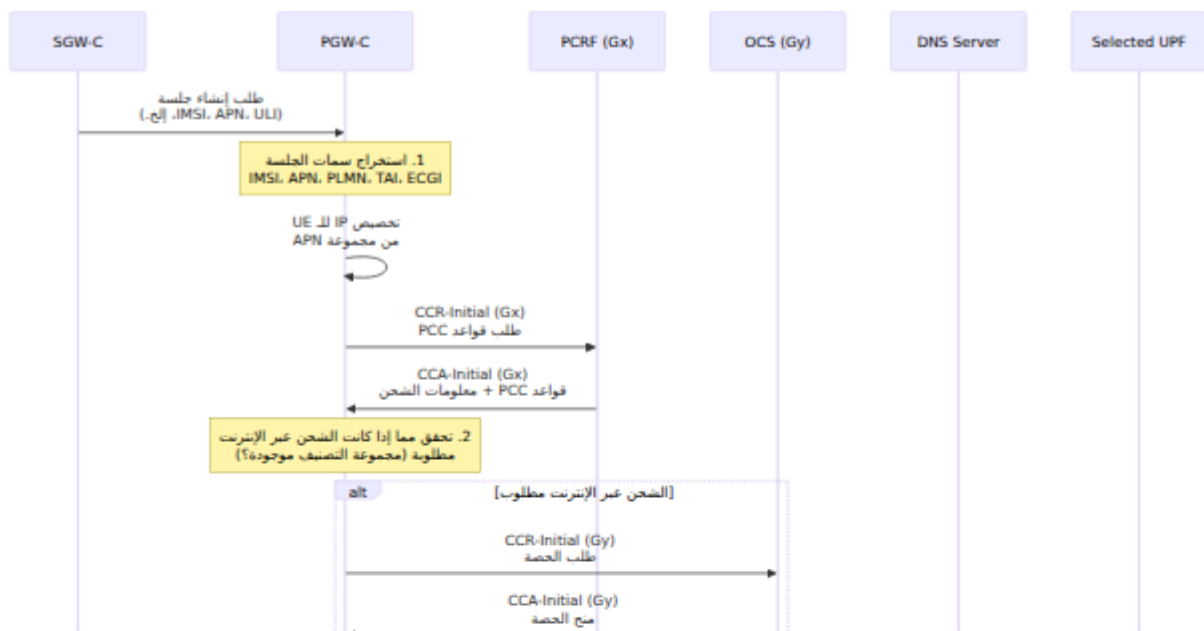 SGW-C
PGW-C
PCRF (Gx)
OCS (Gy)
DNS Server
Selected UPF
طلب إنشاء جلسة
(IMSI، APN، ULI، إلخ.)
1. استخراج سمات الجلسة
IMSI، APN، PLMN، TAI، ECGI
تخصيص IP للـ UE
من مجموعة APN
CCR-Initial (Gx)
طلب قواعد PCC
CCA-Initial (Gx)
قواعد PCC + معلومات الشحن
2. تحقق مما إذا كانت الشحن عبر الإنترنت
مطلوبة (مجموعة التصنيف موجودة؟)
alt
[الشحن عبر الإنترنت مطلوب]
CCR-Initial (Gy)
طلب الحصة
CCA-Initial (Gy)
منح الحصة